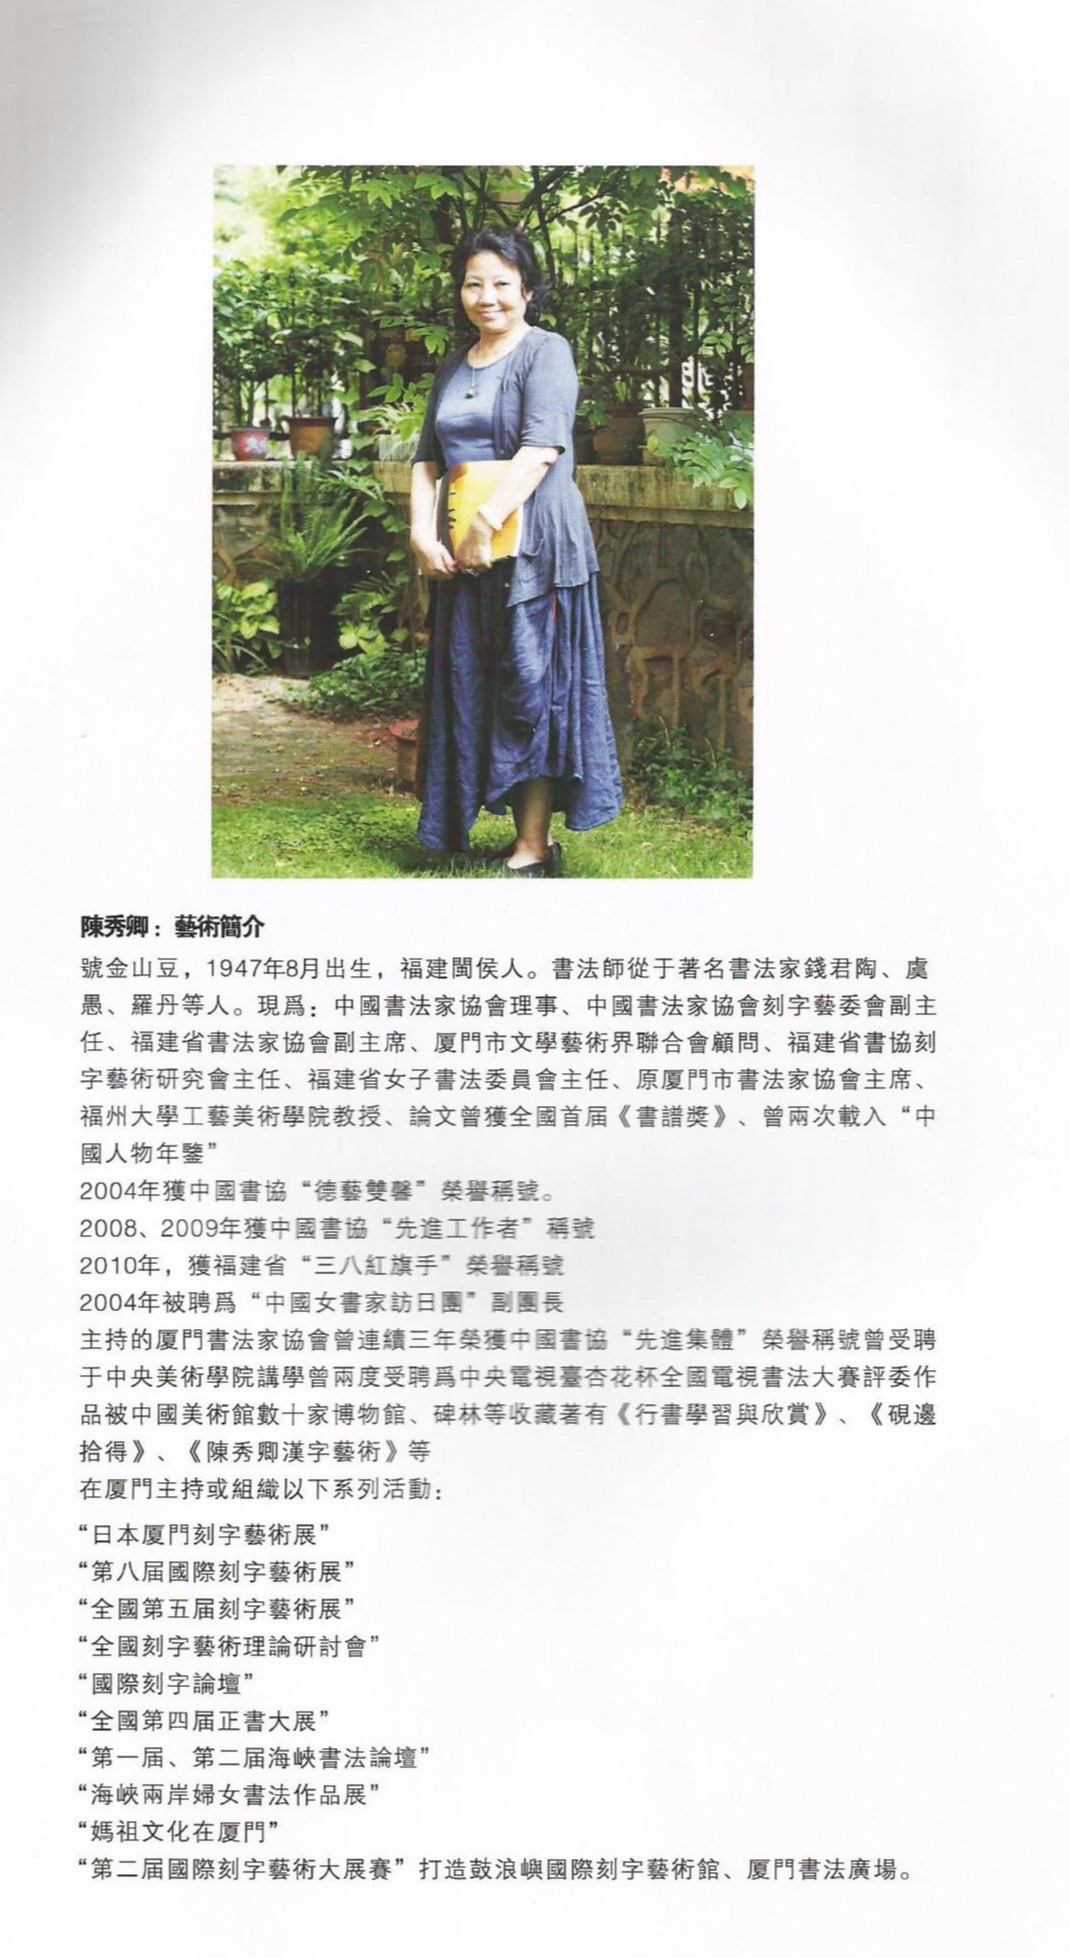 陳秀卿：藝術簡介
號金山豆，1947年8月出生，福建閩侯人。書法師從于著名書法家錢君陶、虞
愚、羅丹等人。現爲：中國書法家協會理事、中國書法家協會刻字藝委會副主
任、福建省書法家協會副主席、厦門市文學藝術界聯合會顧問、福建省書協刻
字藝術研究會主任、福建省女子書法委員會主任、原厦門市書法家協會主席、
福州大學工藝美術學院教授、論文曾獲全國首届《書譜獎》、曾兩次載入“中
國人物年鑒”
2004年獲中國書協“德藝雙馨”榮譽稱號。
2008、2009年獲中國書協“先進工作者”稱號
2010年，獲福建省“三八紅旗手”榮譽稱號
2004年被聘爲“中國女書家訪日團”副團長
主持的厦門書法家協會曾連續三年榮獲中國書協“先進集體”榮譽稱號曾受聘
于中央美術學院講學曾兩度受聘爲中央電視臺杏花杯全國電視書法大賽評委作
品被中國美術館數十家博物館、碑林等收藏著有《行書學習與欣賞》、《硯邊
拾得》、《陳秀卿漢字藝術》等
在厦門主持或組織以下系列活動：
“日本厦門刻字藝術展”
“第八届國際刻字藝術展”
“全國第五届刻字藝術展”
“全國刻字藝術理論研討會”
“國際刻字論壇”
“全國第四届正書大展”
“第一届、第二届海峽書法論壇”
“海峽兩岸婦女書法作品展”
“媽祖文化在厦門”
“第二届國際刻字藝術大展賽”打造鼓浪嶼國際刻字藝術館、厦門書法廣場。